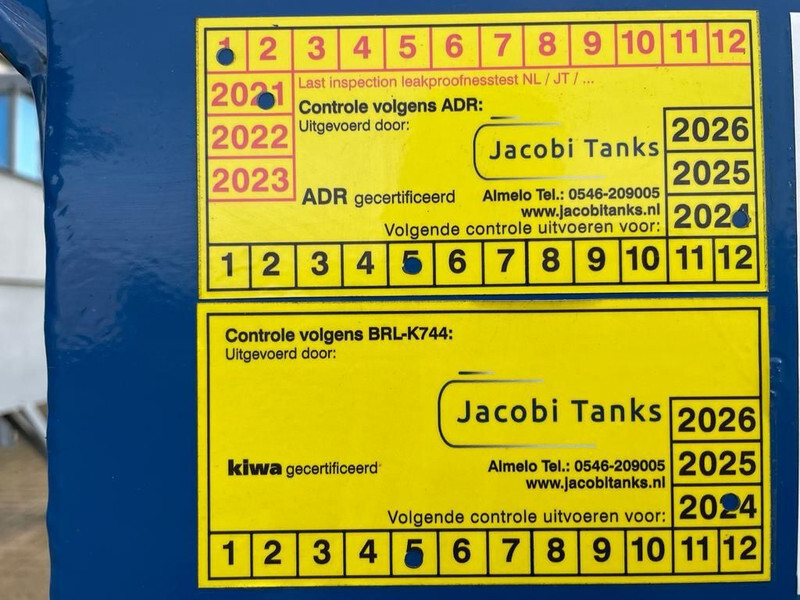 1 2 3 4 5 6 7 8 9 10 11 12
2021 Last inspection leakproofnesstest NL / JT / ...
Controle volgens ADR:
Uitgevoerd door:
2022
2026
Jacobi Tanks
2023
2025
ADR gecertificeerd
Almelo Tel.: 0546-209005
www.jacobitanks.nl
2024
Volgende controle uitvoeren voor:
1 2 3 4 5 6 7 8 9 10 11 12
Controle volgens BRL-K744:
Uitgevoerd door:
Jacobi Tanks
2026
kiwa gecertificeerd
Almelo Tel.: 0546-209005
2025
www.jacobitanks.nl
2024
Volgende controle uitvoeren voor:
1 2 3 4 5 6 7 8 9 10 11 12